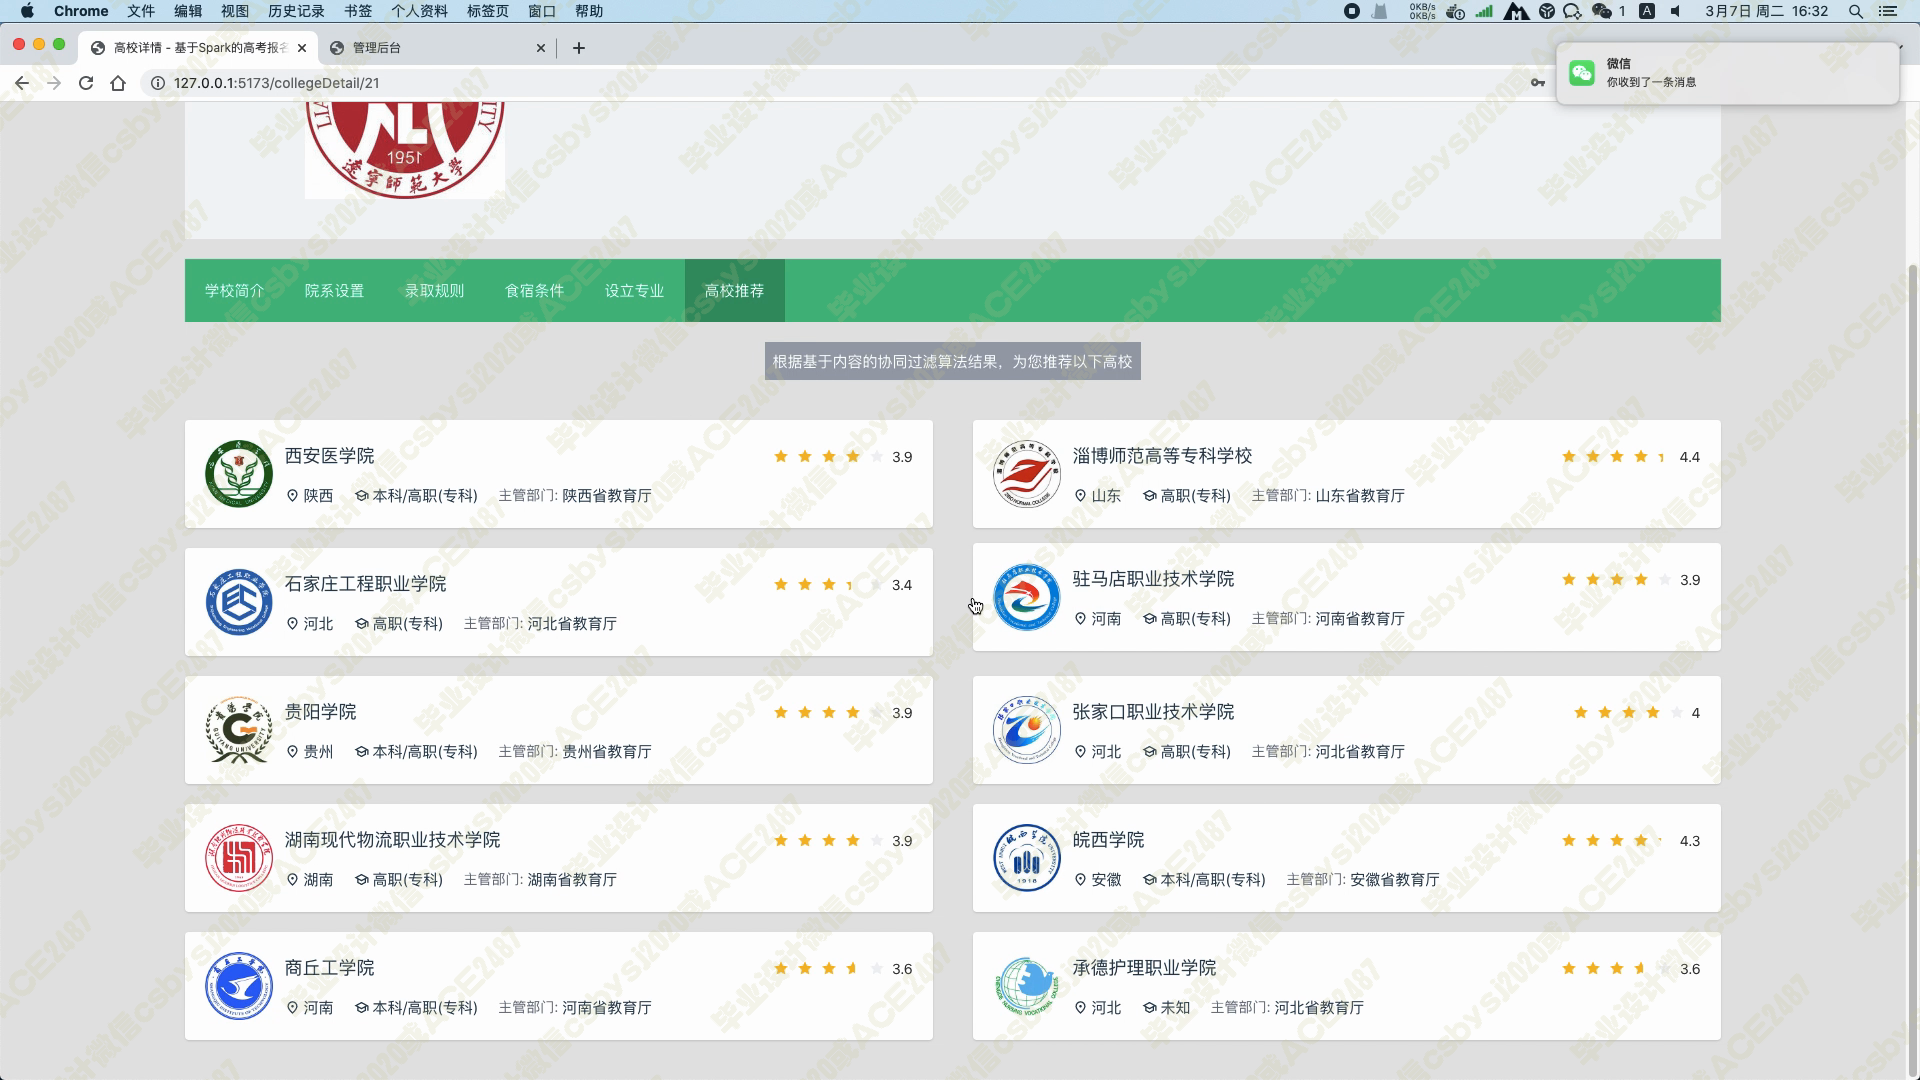 Chrome 文件 编辑 视图 历史记录 书签 个人资料 标签页 窗口 帮助
0KB/s
0KB/s
1
A
3月7日 周二 16:32
高校详情 - 基于Spark的高考报名
管理后台
127.0.0.1:5173/collegeDetail/21
微信
你收到了一条消息
1951
遼寧師範大学
学校简介 院系设置 录取规则 食宿条件 设立专业 高校推荐
根据基于内容的协同过滤算法结果，为您推荐以下高校
西安医学院 3.9
陕西 本科/高职(专科) 主管部门: 陕西省教育厅
淄博师范高等专科学校 4.4
山东 高职(专科) 主管部门: 山东省教育厅
石家庄工程职业学院 3.4
河北 高职(专科) 主管部门: 河北省教育厅
驻马店职业技术学院 3.9
河南 高职(专科) 主管部门: 河南省教育厅
贵阳学院 3.9
贵州 本科/高职(专科) 主管部门: 贵州省教育厅
张家口职业技术学院 4
河北 高职(专科) 主管部门: 河北省教育厅
湖南现代物流职业技术学院 3.9
湖南 高职(专科) 主管部门: 湖南省教育厅
皖西学院 4.3
安徽 本科/高职(专科) 主管部门: 安徽省教育厅
商丘工学院 3.6
河南 本科/高职(专科) 主管部门: 河南省教育厅
承德护理职业学院 3.6
河北 未知 主管部门: 河北省教育厅
毕业设计微信csbysj2020或ACE2487